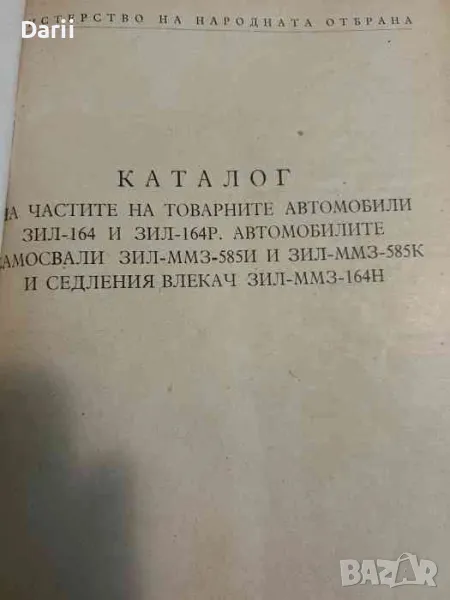 Darii
ИСТЕРСТВО НА НАРОДНАТА ОТБРАНА
КАТАЛОГ
НА ЧАСТИТЕ НА ТОВАРНИТЕ АВТОМОБИЛИ
ЗИЛ-164 И ЗИЛ-164Р. АВТОМОБИЛИТЕ
САМОСВАЛИ ЗИЛ-ММЗ-585И И ЗИЛ-ММЗ-585К
И СЕДЛЕНИЯ ВЛЕКАЧ ЗИЛ-ММЗ-164Н
BAZAR